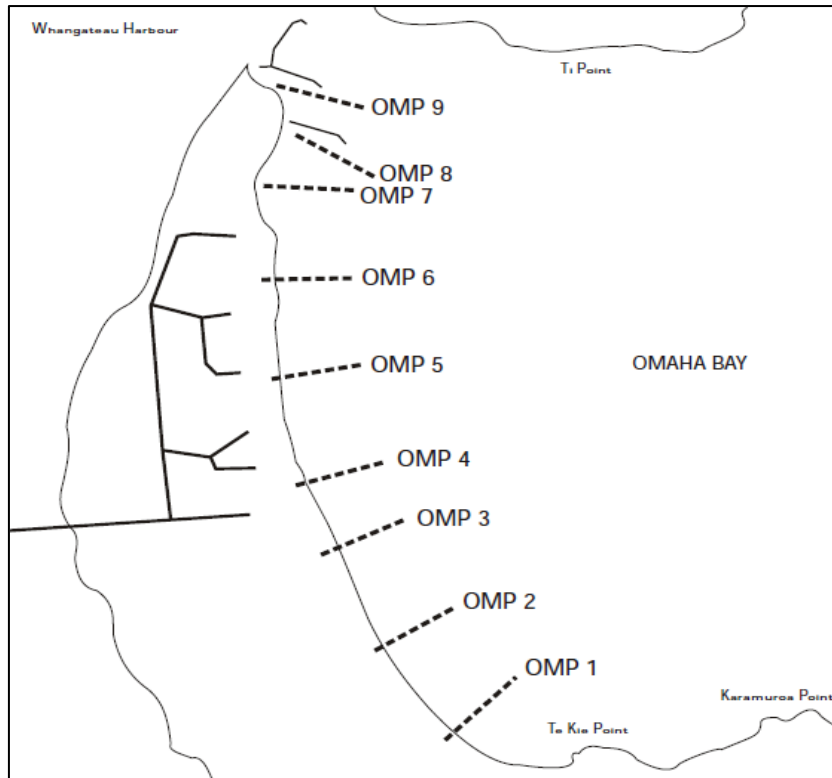 Whangateau Harbour
Ti Point
OMP 9
OMP 8
OMP 7
OMP 6
OMP 5
OMAHA BAY
OMP 4
OMP 3
OMP 2
OMP 1
Karamuroa Point
Te Kie Point